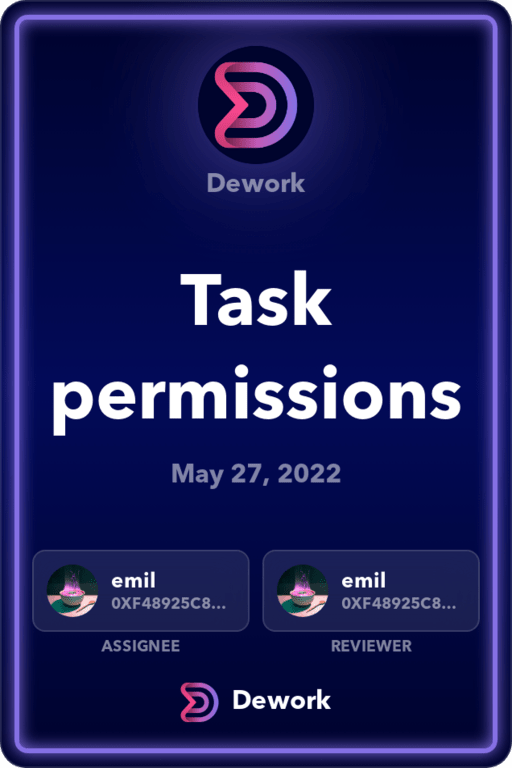 Dework
Task
permissions
May 27, 2022
emil
0XF48925C8...
ASSIGNEE
emil
0XF48925C8...
REVIEWER
Dework